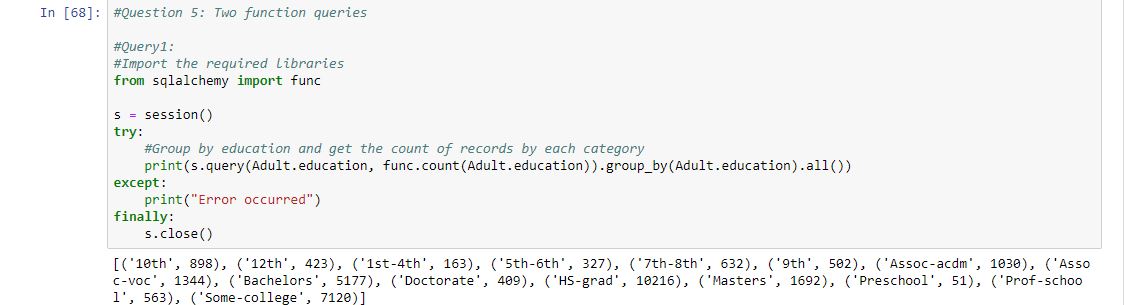 In [68]: #Question 5: Two function queries
#Query1:
#Import the required libraries
from sqlalchemy import func
s = session()
try:
#Group by education and get the count of records by each category
print(s.query(Adult.education, func.count(Adult.education)).group_by(Adult.education).all())
except:
print("Error occurred")
finally:
s.close()
[('10th', 898), ('12th', 423), ('1st-4th', 163), ('5th-6th', 327), ('7th-8th', 632), ('9th', 502), ('Assoc-acdm', 1030), ('Asso
c-voc', 1344), ('Bachelors', 5177), ('Doctorate', 409), ('HS-grad', 10216), ('Masters', 1692), ('Preschool', 51), ('Prof-schoo
l', 563), ('Some-college', 7120)]